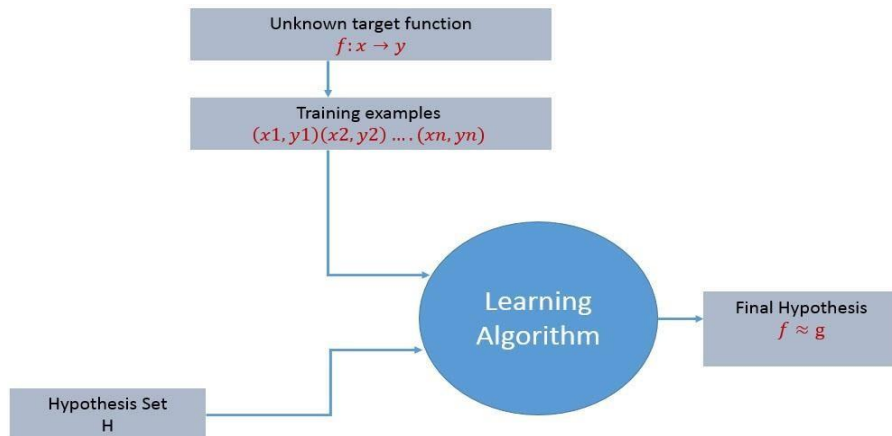 Unknown target function
f: x → y
Training examples
(x1, y1)(x2, y2) .... (xn, yn)
Learning
Algorithm
Final Hypothesis
f ≈ g
Hypothesis Set
H